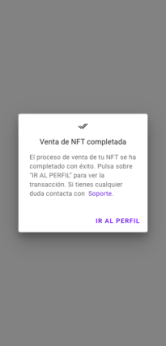 Venta de NFT completada
El proceso de venta de tu NFT se ha
completado con éxito. Pulsa sobre
"IR AL PERFIL" para ver la
transacción. Si tienes cualquier
duda contacta con Soporte.
IR AL PERFIL